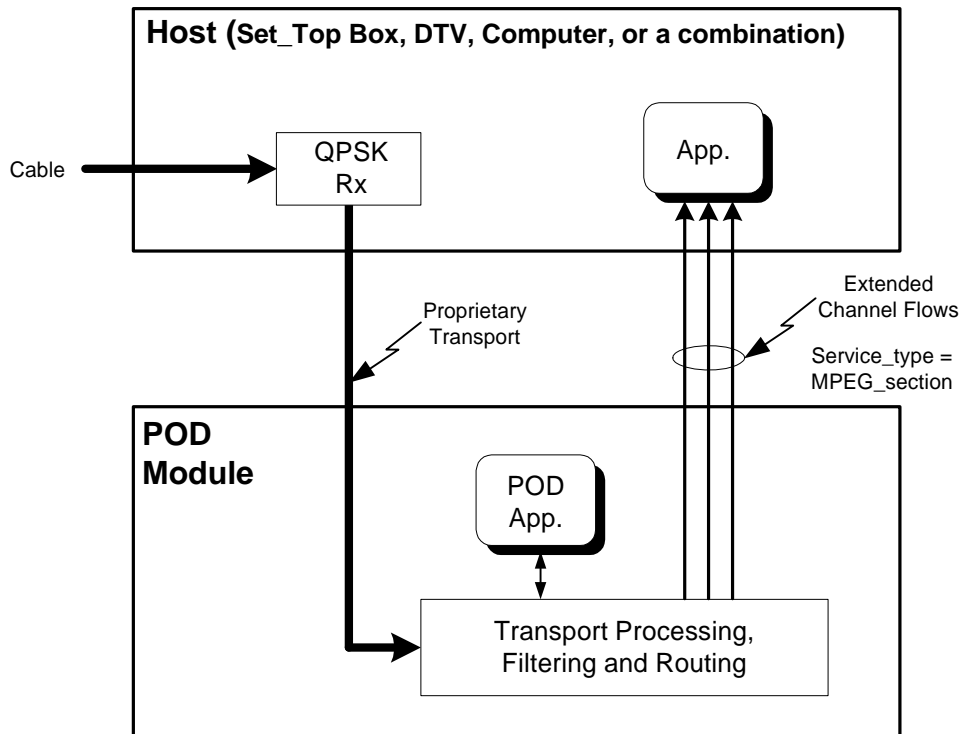 Host (Set_Top Box, DTV, Computer, or a combination)
Cable
QPSK
Rx
App.
Proprietary
Transport
Extended
Channel Flows
Service_type =
MPEG_section
POD
Module
POD
App.
Transport Processing,
Filtering and Routing